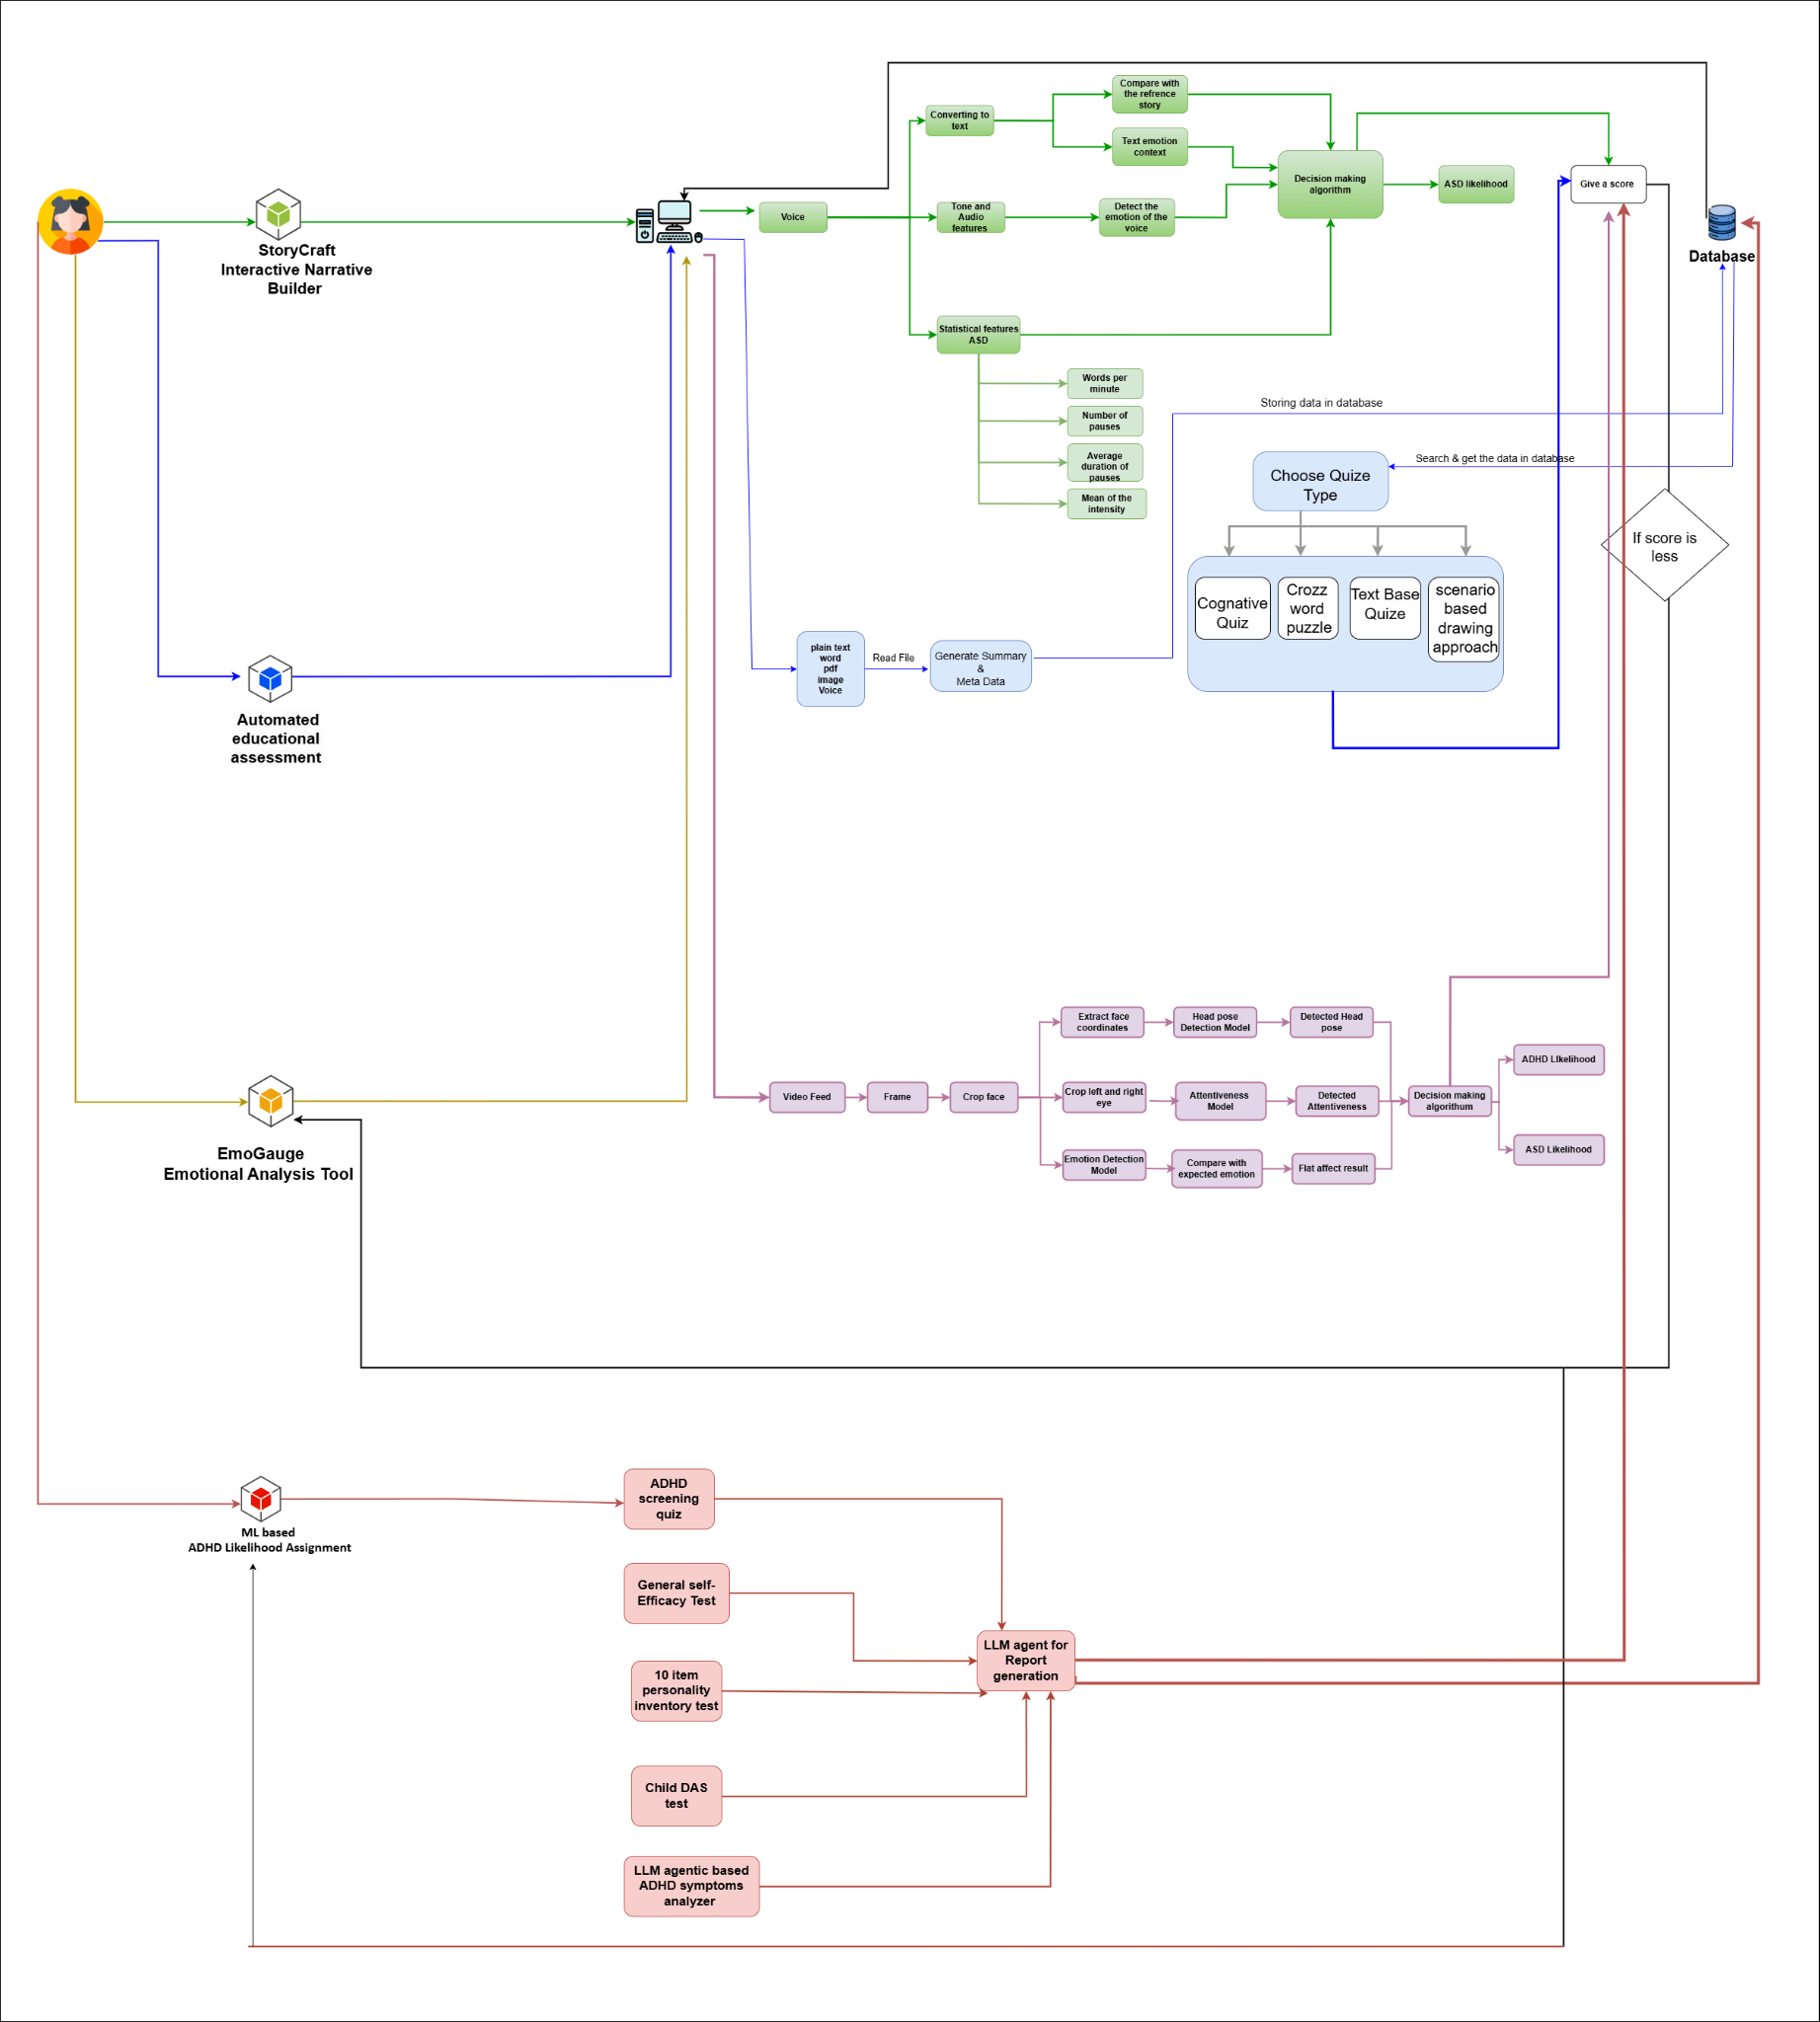 StoryCraft
Interactive Narrative
Builder
Voice
Converting to
text
Compare with
the refrence
story
Text emotion
context
Tone and
Audio
features
Detect the
emotion of the
voice
Decision making
algorithm
ASD likelihood
Give a score
Database
Statistical features
ASD
Words per
minute
Number of
pauses
Average
duration of
pauses
Mean of the
intensity
Storing data in database
Search & get the data in database
Choose Quize
Type
If score is
less
Cognative
Quiz
Crozz
word
puzzle
Text Base
Quize
scenario
based
drawing
approach
plain text
word
pdf
image
Voice
Read File
Generate Summary
&
Meta Data
Automated
educational
assessment
Extract face
coordinates
Head pose
Detection Model
Detected Head
pose
ADHD LIkelihood
Video Feed
Frame
Crop face
Crop left and right
eye
Attentiveness
Model
Detected
Attentiveness
Decision making
algorithum
EmoGauge
Emotional Analysis Tool
Emotion Detection
Model
Compare with
expected emotion
Flat affect result
ASD Likelihood
ML based
ADHD Likelihood Assignment
ADHD
screening
quiz
General self-
Efficacy Test
LLM agent for
Report
generation
10 item
personality
inventory test
Child DAS
test
LLM agentic based
ADHD symptoms
analyzer